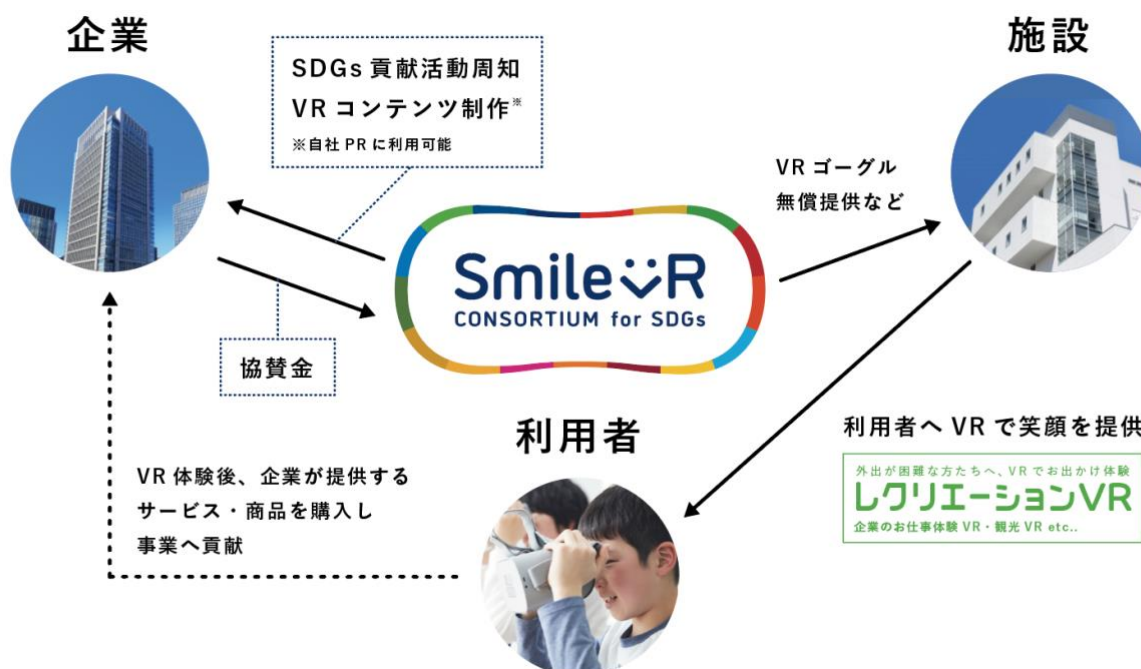 企業
施設
SDGs 貢献活動周知
VR コンテンツ制作※
※自社 PR に利用可能
VR ゴーグル
無償提供など
Smile VR
CONSORTIUM for SDGs
協賛金
利用者
利用者へ VR で笑顔を提供
外出が困難な方たちへ、VRでお出かけ体験
レクリエーションVR
企業のお仕事体験 VR・観光 VR etc..
VR 体験後、企業が提供する
サービス・商品を購入し
事業へ貢献